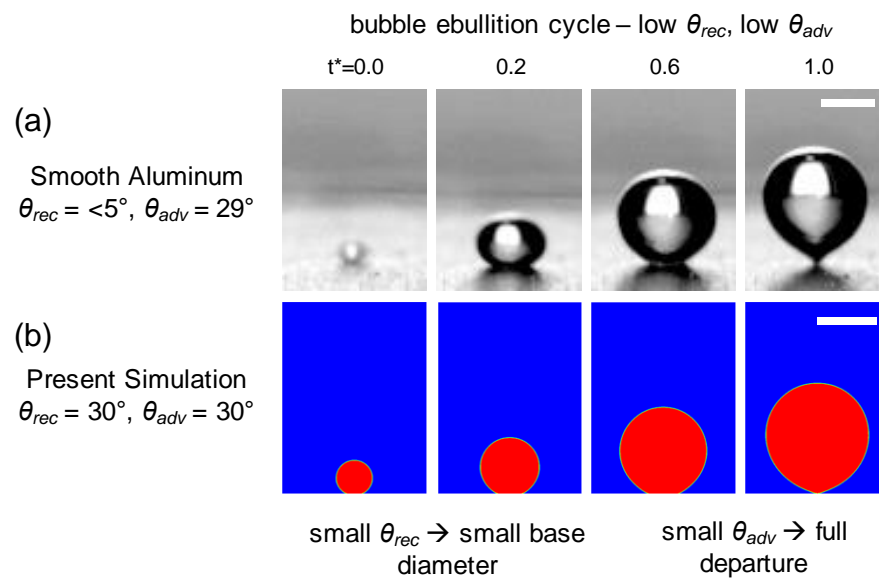 bubble ebullition cycle – low θrec, low θadv
t*=0.0 0.2 0.6 1.0
(a)
Smooth Aluminum
θrec = <5°, θadv = 29°
(b)
Present Simulation
θrec = 30°, θadv = 30°
small θrec → small base
diameter
small θadv → full
departure